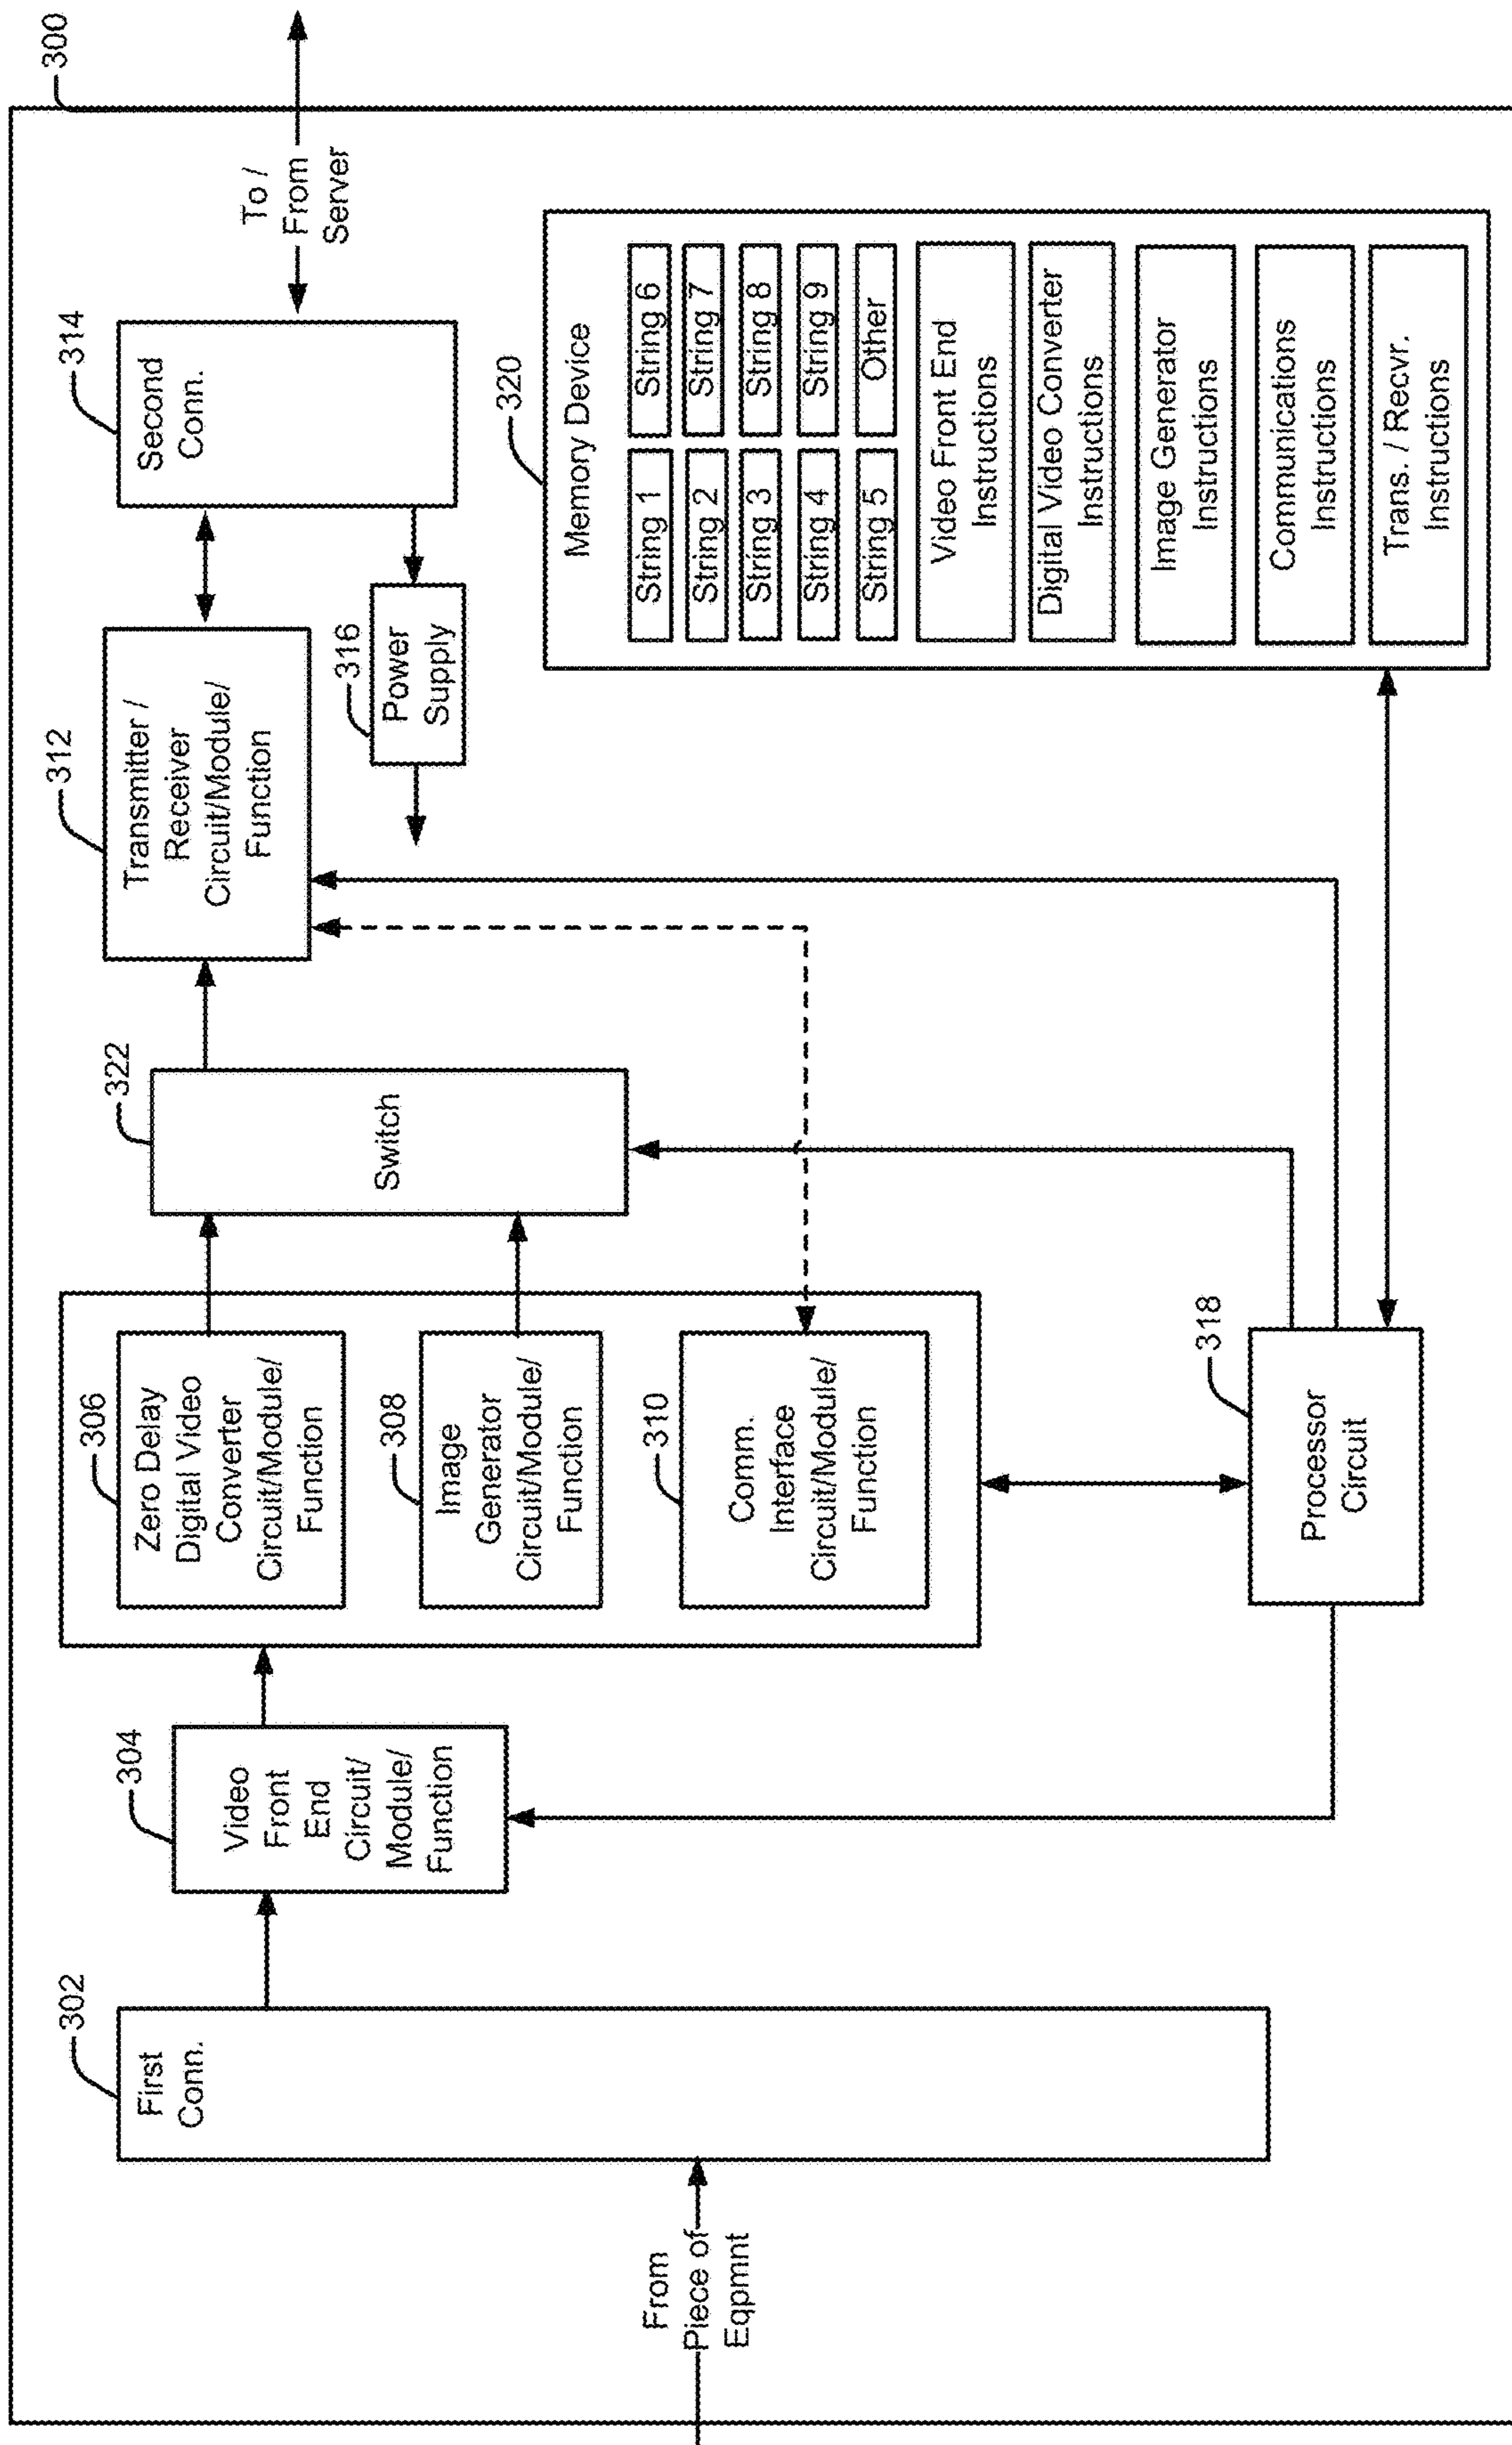 300
302
First
Conn.
From
Piece of
Eqpmnt
304
Video
Front
End
Circuit/
Module/
Function
306
Zero Delay
Digital Video
Converter
Circuit/Module/
Function
308
Image
Generator
Circuit/Module/
Function
310
Comm.
Interface
Circuit/Module/
Function
322
Switch
312
Transmitter /
Receiver
Circuit/Module/
Function
314
Second
Conn.
To /
From
Server
316
Power
Supply
318
Processor
Circuit
320
Memory Device
String 1
String 6
String 2
String 7
String 3
String 8
String 4
String 9
String 5
Other
Video Front End
Instructions
Digital Video Converter
Instructions
Image Generator
Instructions
Communications
Instructions
Trans. / Recvr.
Instructions